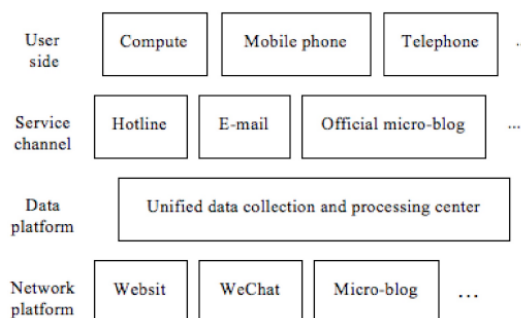 User side
Compute
Mobile phone
Telephone
..
Service channel
Hotline
E-mail
Official micro-blog
...
Data platform
Unified data collection and processing center
Network platform
Websit
WeChat
Micro-blog
...